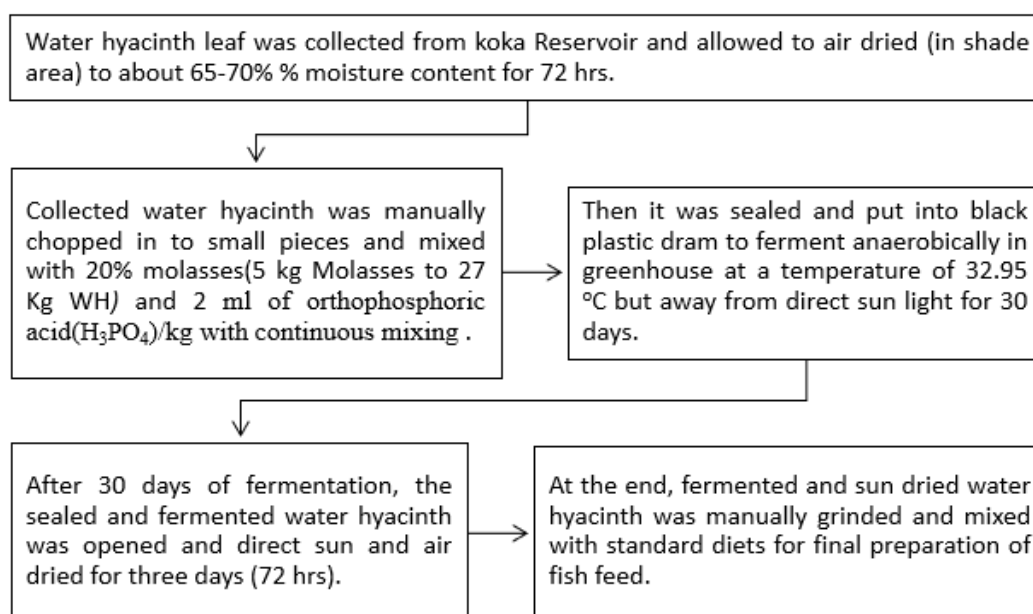 Water hyacinth leaf was collected from koka Reservoir and allowed to air dried (in shade
area) to about 65-70% % moisture content for 72 hrs.
Collected water hyacinth was manually
chopped in to small pieces and mixed
with 20% molasses(5 kg Molasses to 27
Kg WH) and 2 ml of orthophosphoric
acid(H₃PO₄)/kg with continuous mixing .
Then it was sealed and put into black
plastic dram to ferment anaerobically in
greenhouse at a temperature of 32.95
⁰C but away from direct sun light for 30
days.
After 30 days of fermentation, the
sealed and fermented water hyacinth
was opened and direct sun and air
dried for three days (72 hrs).
At the end, fermented and sun dried water
hyacinth was manually grinded and mixed
with standard diets for final preparation of
fish feed.